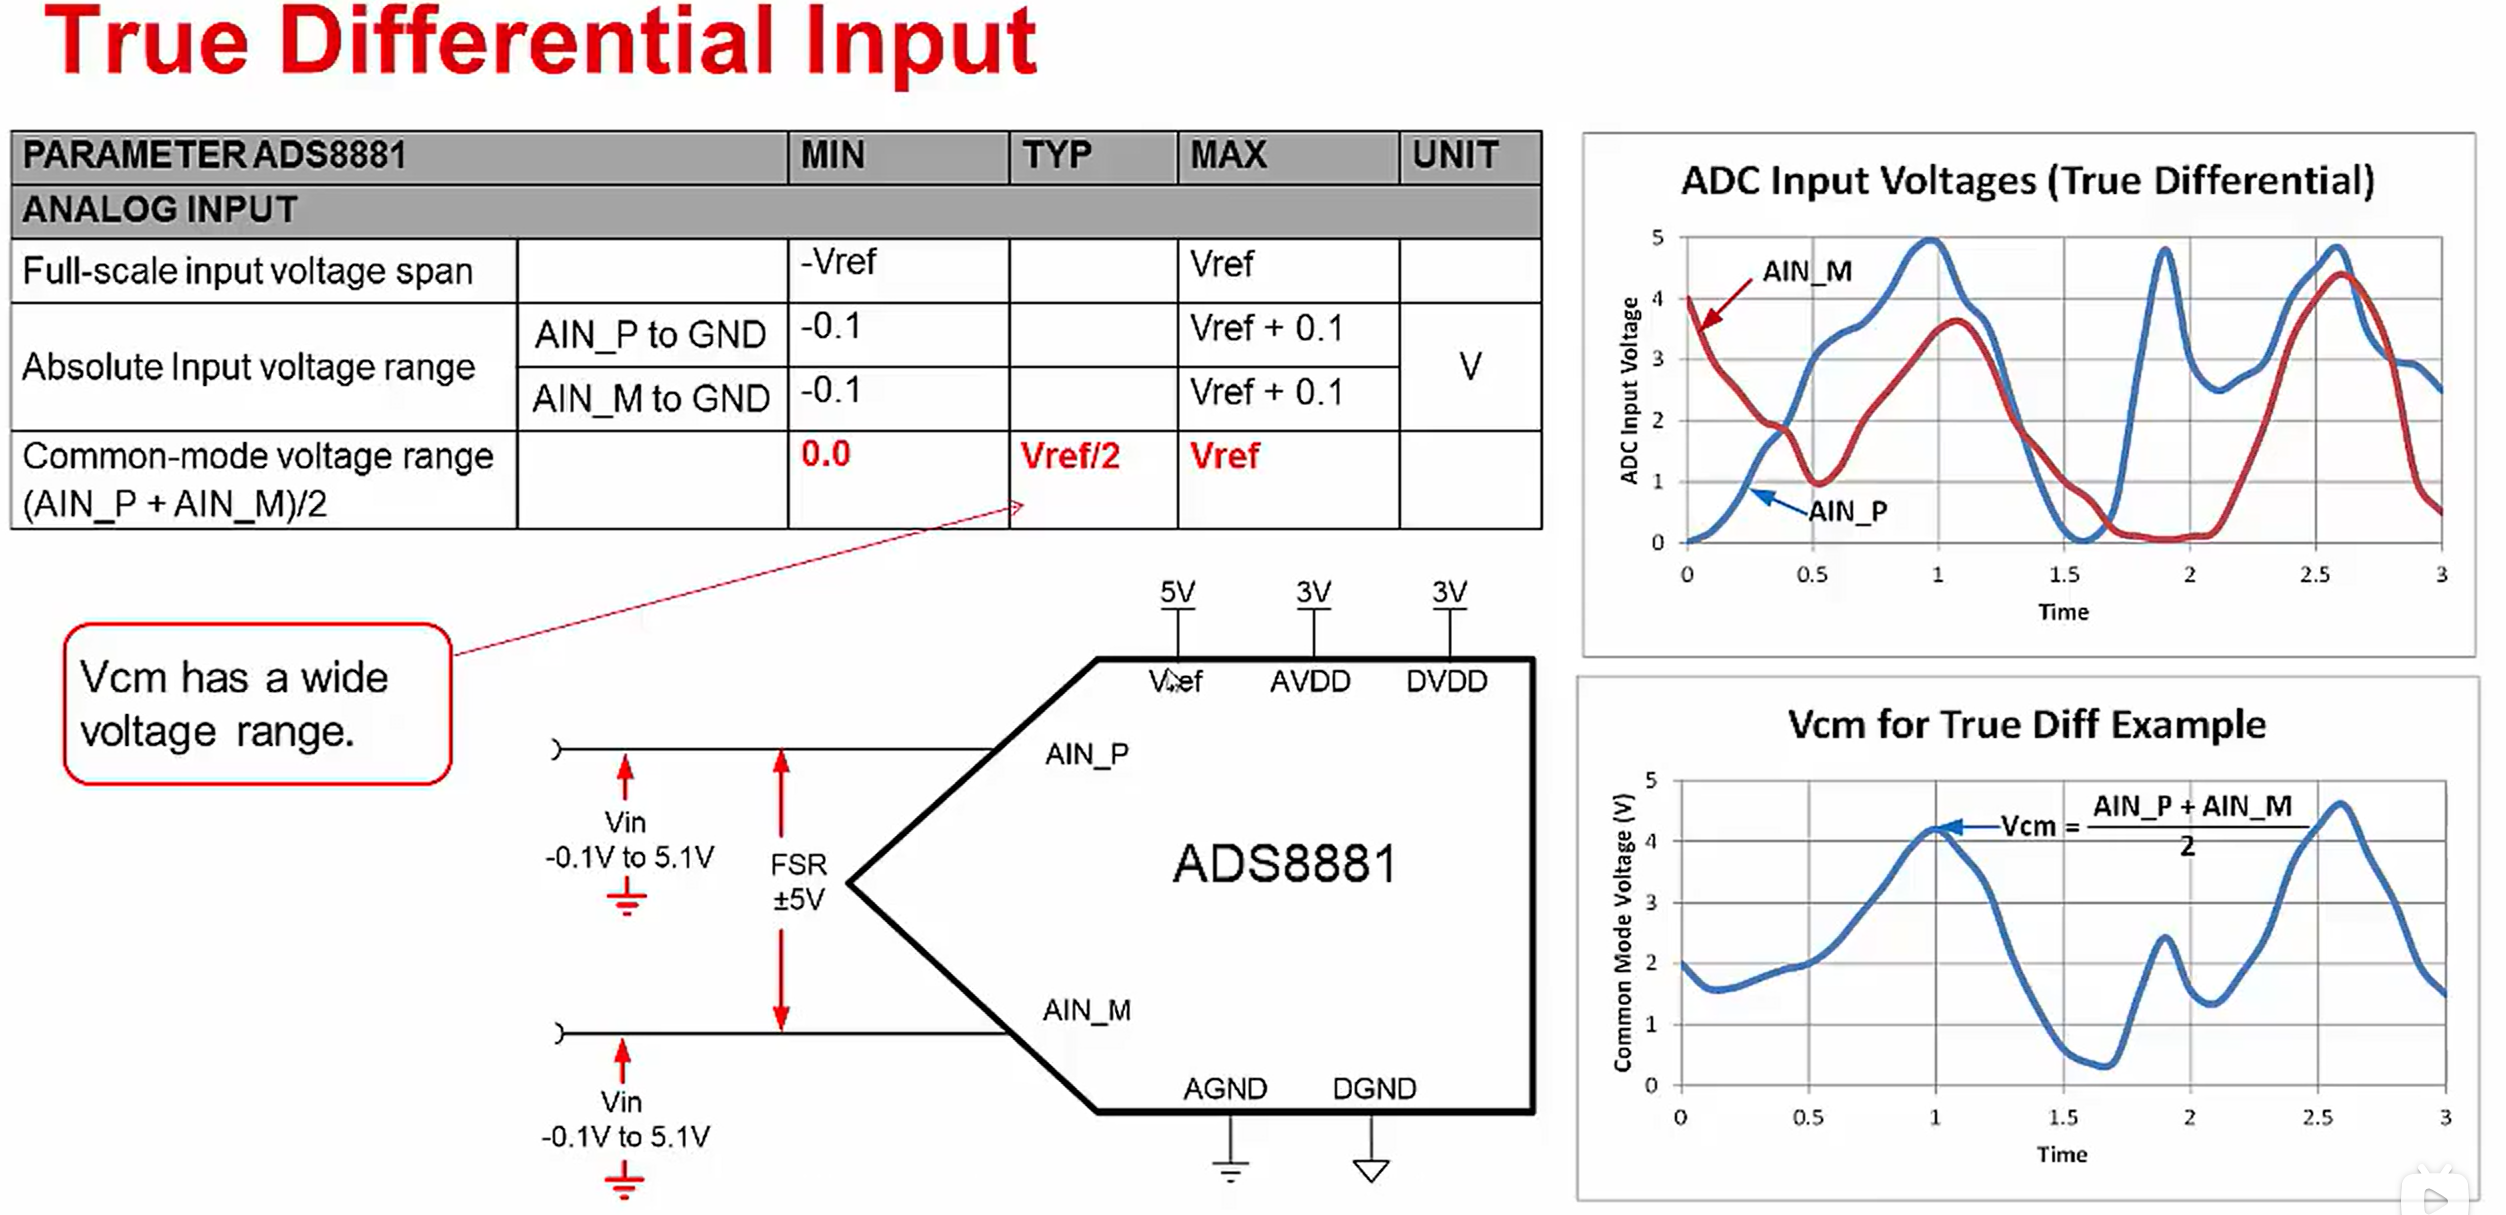 True Differential Input
PARAMETER ADS8881 MIN TYP MAX UNIT
ANALOG INPUT
Full-scale input voltage span -Vref Vref
Absolute Input voltage range AIN_P to GND -0.1 Vref + 0.1 V
AIN_M to GND -0.1 Vref + 0.1
Common-mode voltage range 0.0 Vref/2 Vref
(AIN_P + AIN_M)/2
Vcm has a wide
voltage range.
5V 3V 3V
Vref AVDD DVDD
AIN_P
Vin
-0.1V to 5.1V
FSR
±5V
ADS8881
AIN_M
Vin
-0.1V to 5.1V
AGND DGND
ADC Input Voltages (True Differential)
ADC Input Voltage
5
4
3
2
1
0
AIN_M
AIN_P
0 0.5 1 1.5 2 2.5 3
Time
Vcm for True Diff Example
Common Mode Voltage (V)
5
4
3
2
1
0
Vcm = AIN_P + AIN_M
2
0 0.5 1 1.5 2 2.5 3
Time